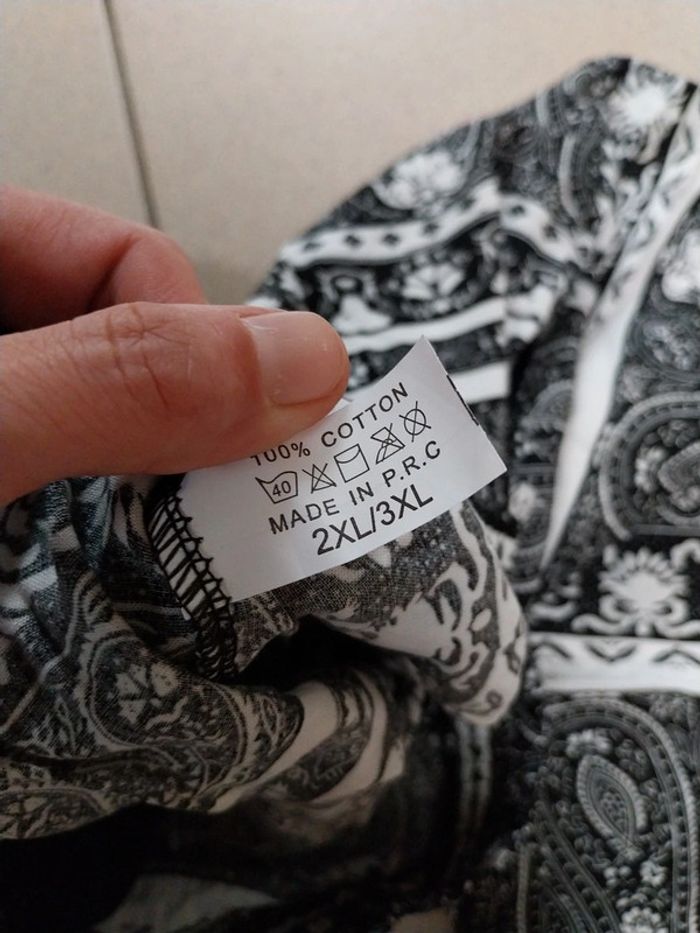 100% COTTON
40
MADE IN P.R.C
2XL/3XL